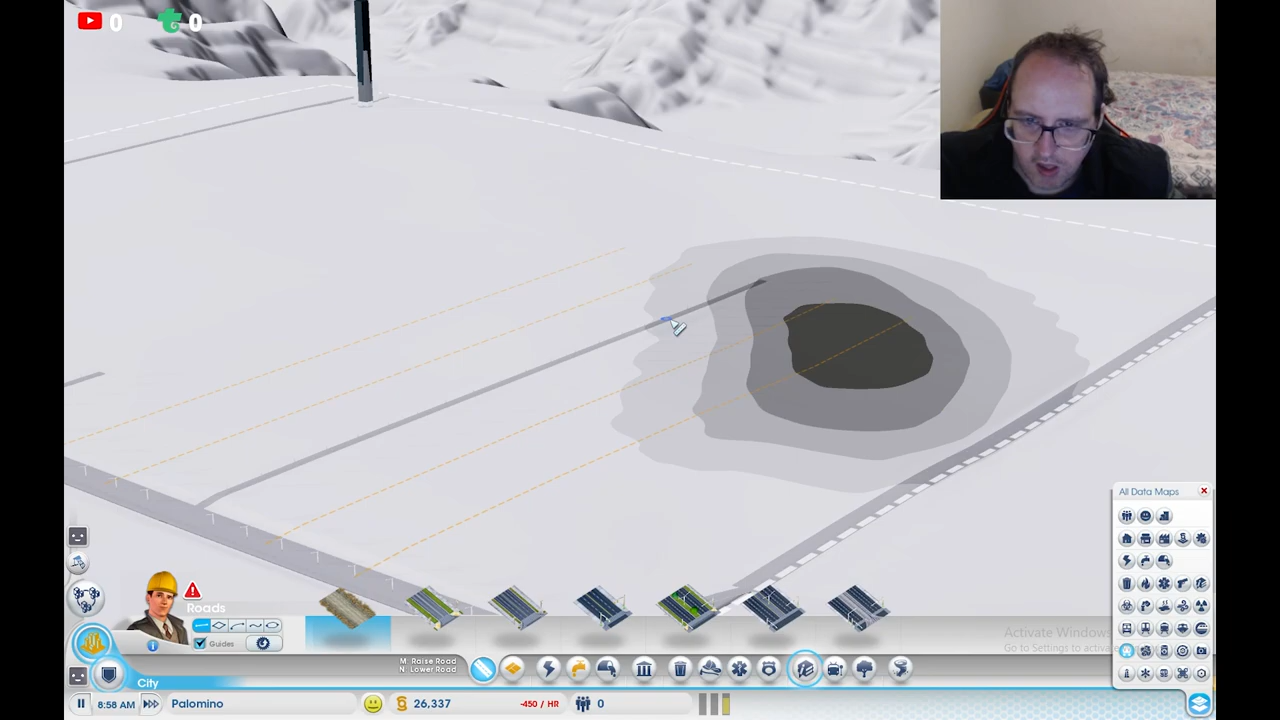 0
0
All Data Maps
Roads
Guides
Activate Windows
Go to Settings to activate
M. Raise Road
N. Lower Road
City
8:58 AM
Palomino
26,337
-450 / HR
0